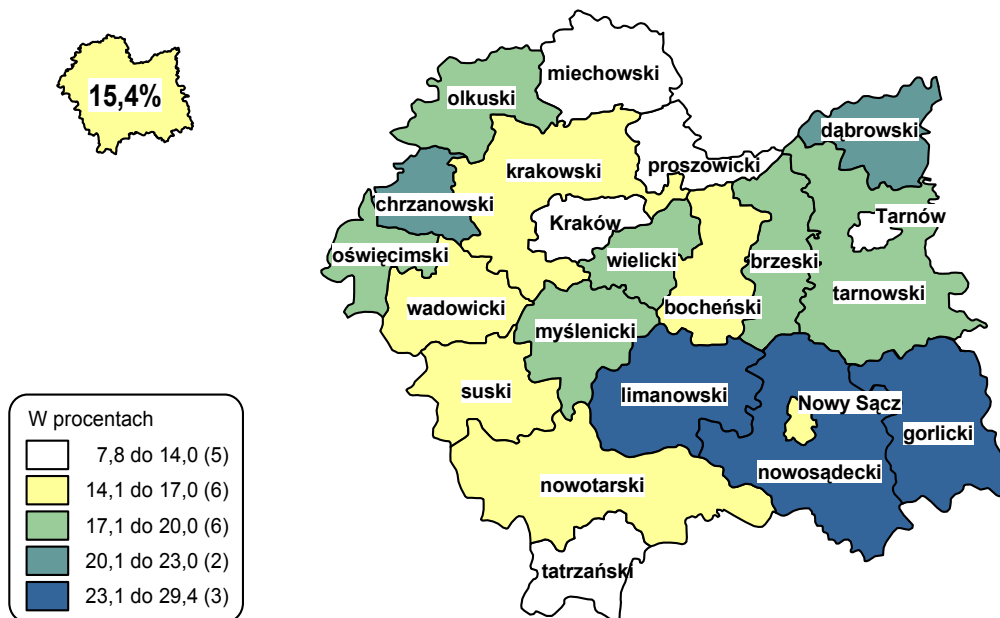 15,4%
miechowski
olkuski
dąbrowski
krakowski
proszowicki
chrzanowski
Kraków
Tarnów
oświęcimski
wielicki
brzeski
wadowicki
bocheński
tarnowski
myślenicki
suski
limanowski
Nowy Sącz
gorlicki
nowosądecki
nowotarski
tatrzański
W procentach
7,8 do 14,0 (5)
14,1 do 17,0 (6)
17,1 do 20,0 (6)
20,1 do 23,0 (2)
23,1 do 29,4 (3)